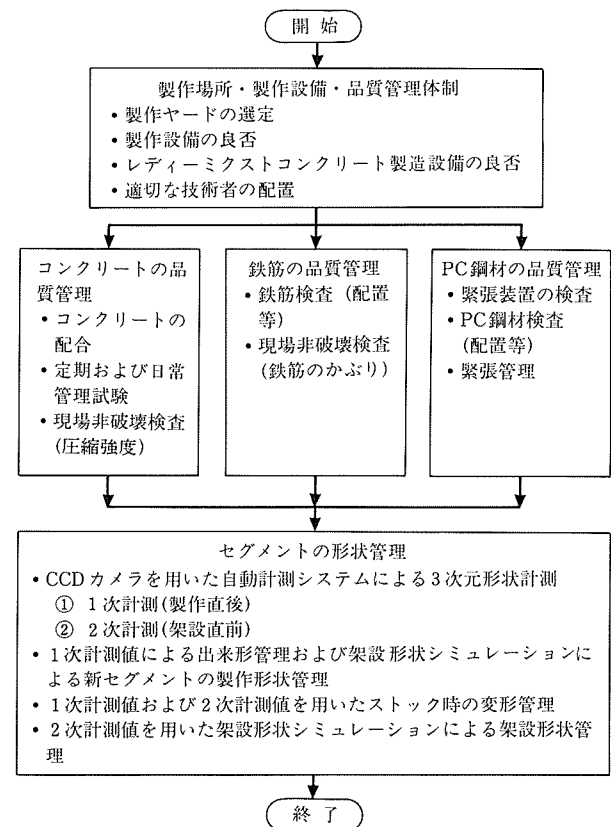 開 始
製作場所・製作設備・品質管理体制
・製作ヤードの選定
・製作設備の良否
・レディーミクストコンクリート製造設備の良否
・適切な技術者の配置
コンクリートの品
質管理
・コンクリートの
配合
・定期および日常
管理試験
・現場非破壊検査
(圧縮強度)
鉄筋の品質管理
・鉄筋検査（配置
等)
・現場非破壊検査
(鉄筋のかぶり)
PC鋼材の品質管理
・緊張装置の検査
・PC鋼材検査
(配置等)
・緊張管理
セグメントの形状管理
・CCDカメラを用いた自動計測システムによる3次元形状計測
① 1次計測(製作直後)
② 2次計測(架設直前)
・1次計測値による出来形管理および架設形状シミュレーションに
よる新セグメントの製作形状管理
・1次計測値および2次計測値を用いたストック時の変形管理
・2次計測値を用いた架設形状シミュレーションによる架設形状管
理
終 了